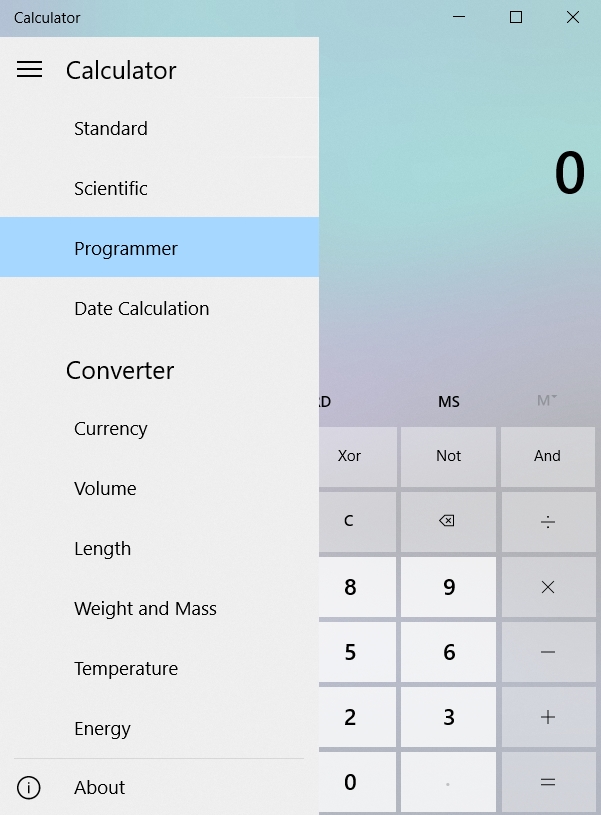 Calculator
Calculator
Standard
Scientific
Programmer
Date Calculation
Converter
Currency
Volume
Length
Weight and Mass
Temperature
Energy
About
0
MS M
Xor Not And
C ÷
8 9 ×
5 6 −
2 3 +
0 . =